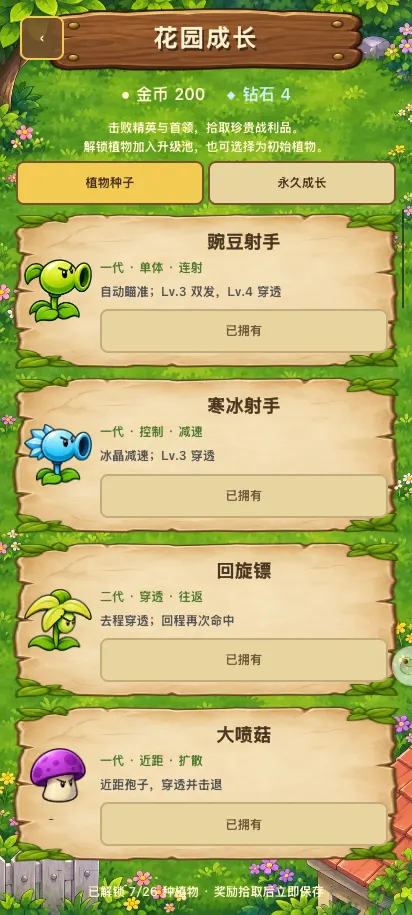 ‹
花园成长
金币 200 钻石 4
击败精英与首领，拾取珍贵战利品。
解锁植物加入升级池，也可选择为初始植物。
植物种子 永久成长
豌豆射手
一代 · 单体 · 连射
自动瞄准；Lv.3 双发，Lv.4 穿透
已拥有
寒冰射手
一代 · 控制 · 减速
冰晶减速；Lv.3 穿透
已拥有
回旋镖
二代 · 穿透 · 往返
去程穿透；回程再次命中
已拥有
大喷菇
一代 · 近距 · 扩散
近距孢子，穿透并击退
已拥有
已解锁 7/26 种植物 · 奖励拾取后立即保存